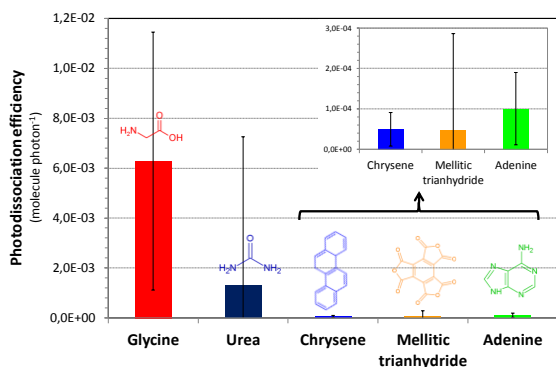 Photodissociation efficiency
(molecule photon⁻¹)
1,2E-02
1,0E-02
8,0E-03
6,0E-03
4,0E-03
2,0E-03
0,0E+00
H₂N
O
OH
O
H₂N
NH₂
O
O
O
O
O
O
O
O
O
NH₂
N
N
N
NH
N
Glycine
Urea
Chrysene
Mellitic
trianhydride
Adenine
3,0E-04
2,0E-04
1,0E-04
0,0E+00
Chrysene
Mellitic
trianhydride
Adenine